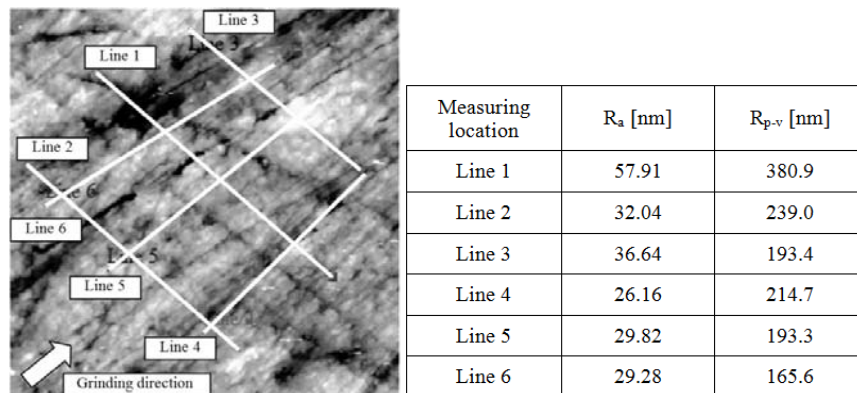 Line 3
Line 3
Line 1
Line 2
Line 6
Line 6
Line 5
Line 5
Line 4
Grinding direction
Measuring location Ra [nm] Rp-v [nm]
Line 1 57.91 380.9
Line 2 32.04 239.0
Line 3 36.64 193.4
Line 4 26.16 214.7
Line 5 29.82 193.3
Line 6 29.28 165.6